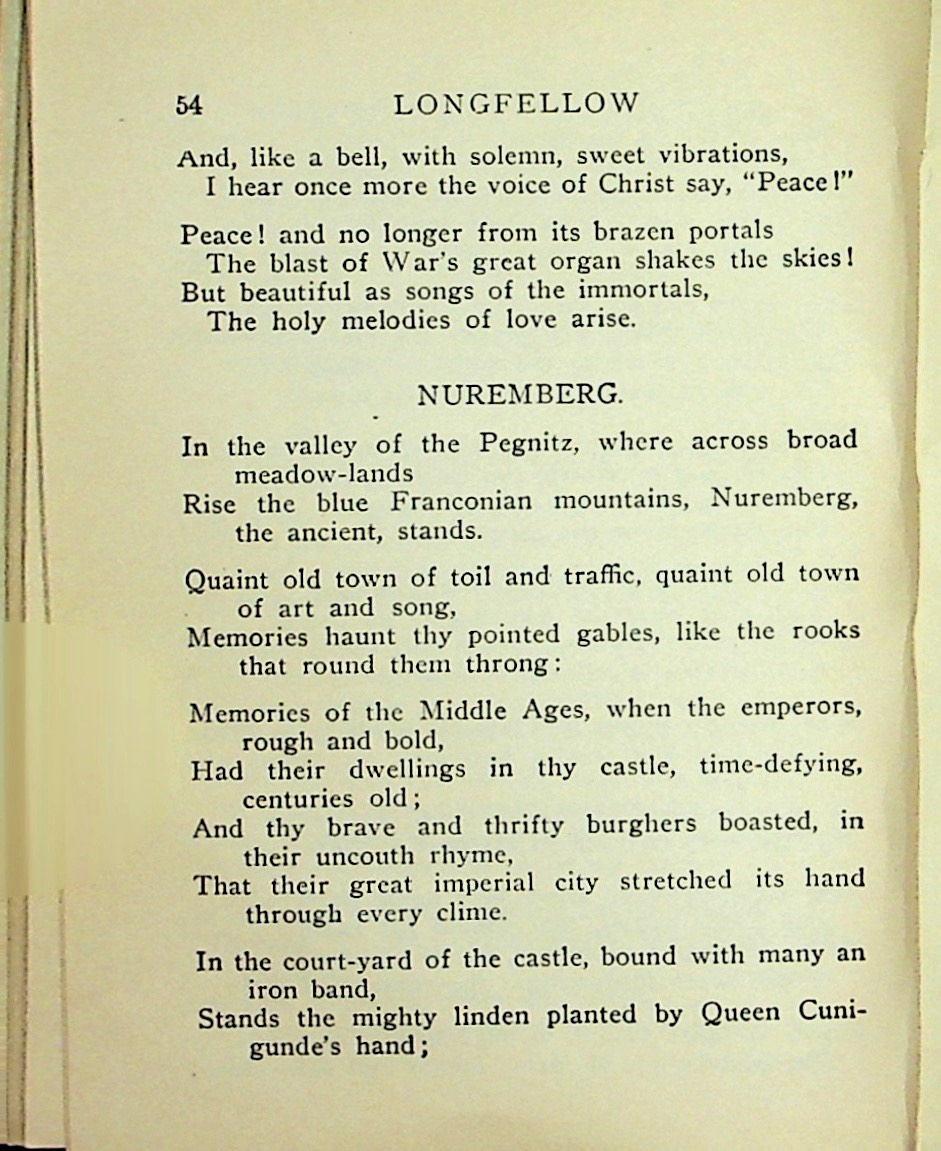 54 LONGFELLOW
And, like a bell, with solemn, sweet vibrations,
I hear once more the voice of Christ say, "Peace!"
Peace! and no longer from its brazen portals
The blast of War's great organ shakes the skies!
But beautiful as songs of the immortals,
The holy melodies of love arise.
NUREMBERG.
In the valley of the Pegnitz, where across broad
meadow-lands
Rise the blue Franconian mountains, Nuremberg,
the ancient, stands.
Quaint old town of toil and traffic, quaint old town
of art and song,
Memories haunt thy pointed gables, like the rooks
that round them throng:
Memories of the Middle Ages, when the emperors,
rough and bold,
Had their dwellings in thy castle, time-defying,
centuries old;
And thy brave and thrifty burghers boasted, in
their uncouth rhyme,
That their great imperial city stretched its hand
through every clime.
In the court-yard of the castle, bound with many an
iron band,
Stands the mighty linden planted by Queen Cuni-
gunde's hand;